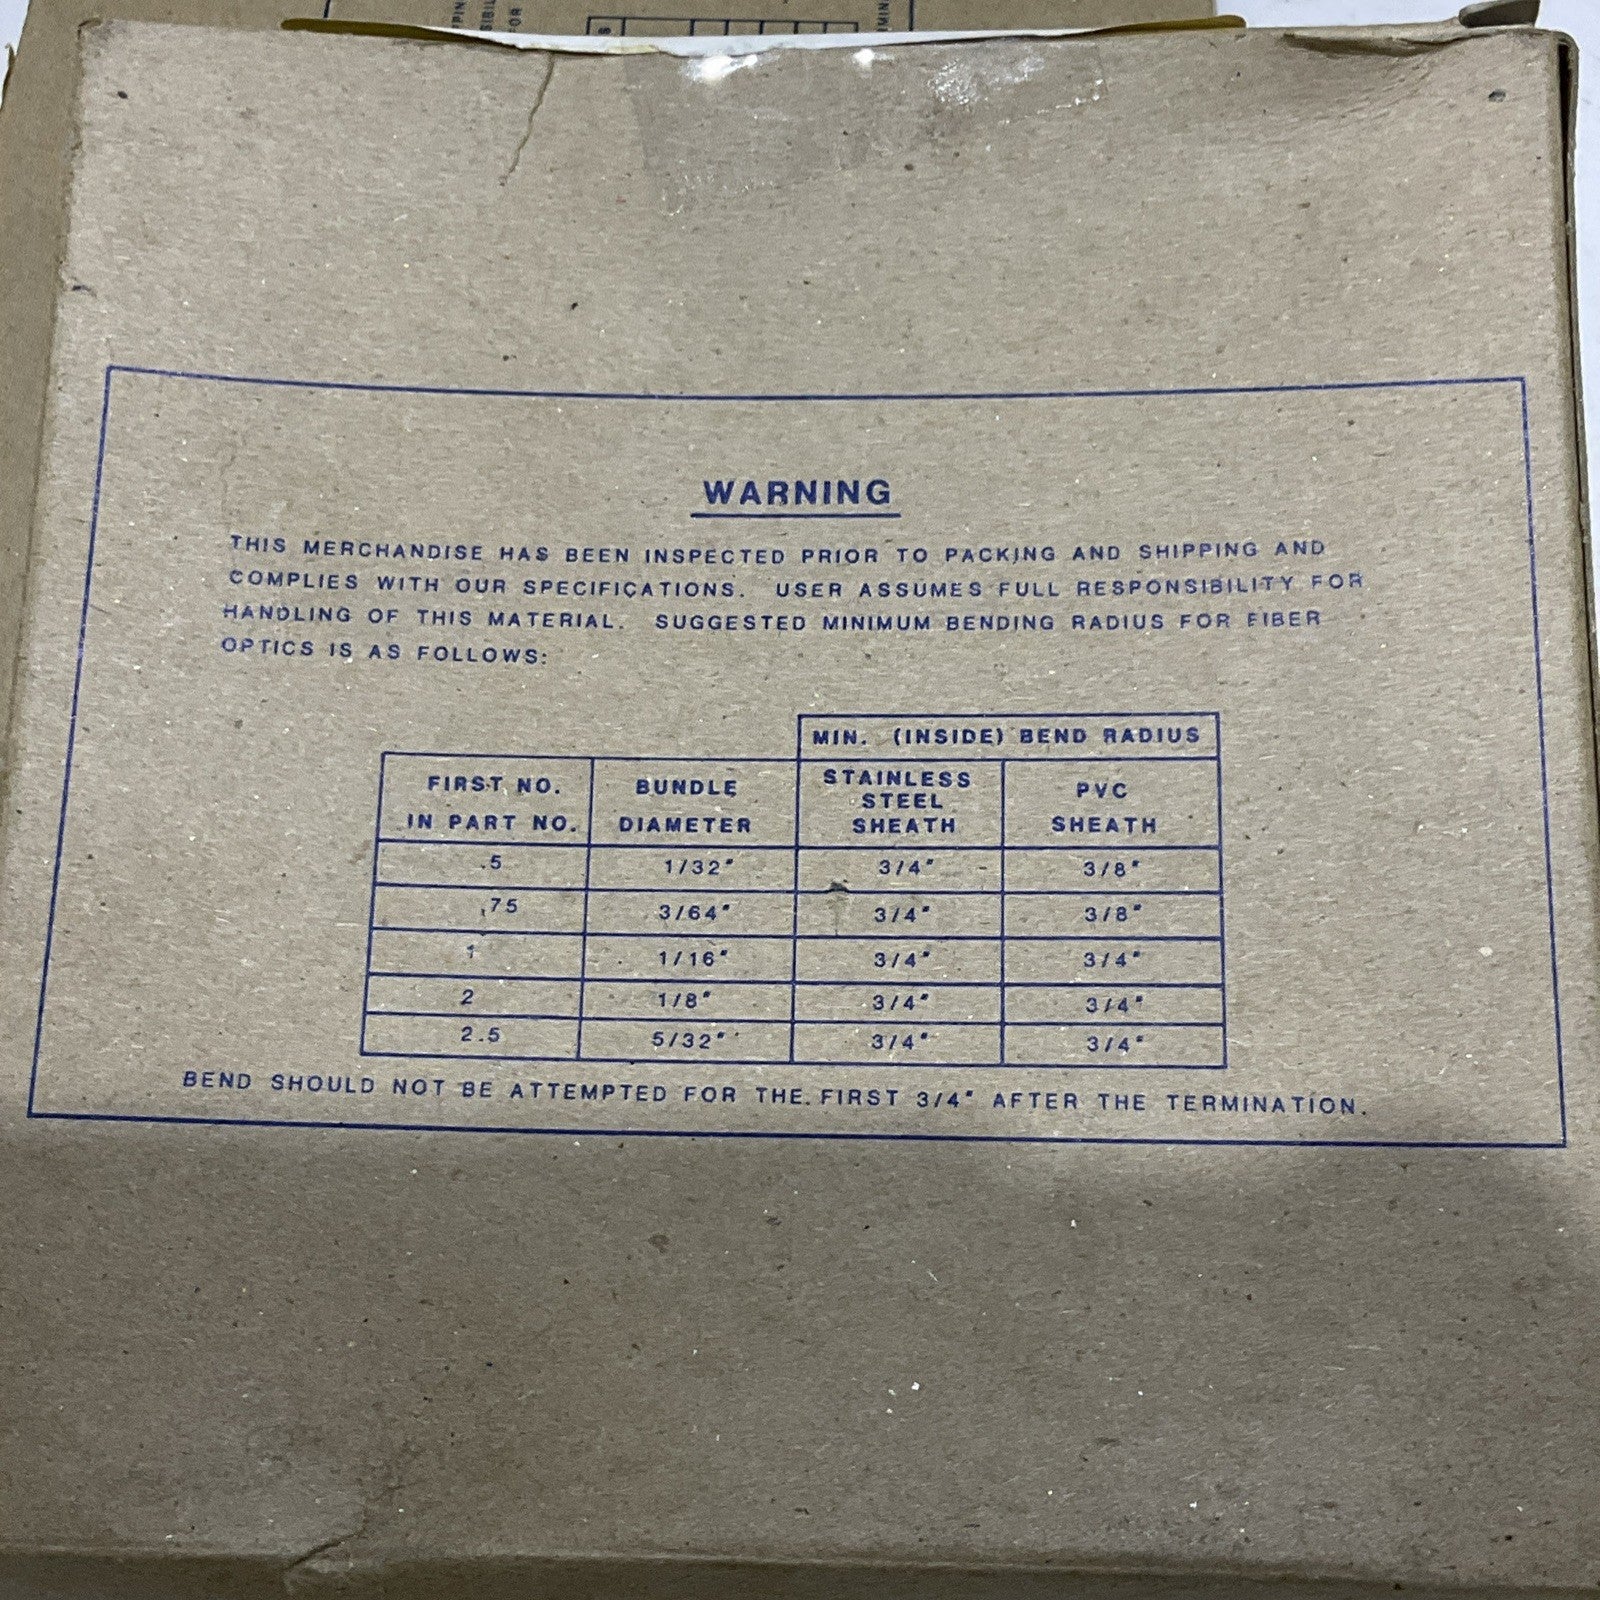 WARNING
THIS MERCHANDISE HAS BEEN INSPECTED PRIOR TO PACKING AND SHIPPING AND
COMPLIES WITH OUR SPECIFICATIONS. USER ASSUMES FULL RESPONSIBILITY FOR
HANDLING OF THIS MATERIAL. SUGGESTED MINIMUM BENDING RADIUS FOR FIBER
OPTICS IS AS FOLLOWS:
MIN. (INSIDE) BEND RADIUS
FIRST NO. IN PART NO. BUNDLE DIAMETER STAINLESS STEEL SHEATH PVC SHEATH
.5 1/32" 3/4" 3/8"
.75 3/64" 3/4" 3/8"
1 1/16" 3/4" 3/4"
2 1/8" 3/4" 3/4"
2.5 5/32" 3/4" 3/4"
BEND SHOULD NOT BE ATTEMPTED FOR THE FIRST 3/4" AFTER THE TERMINATION.